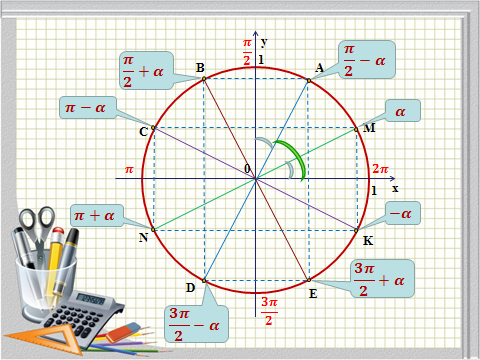 π/2 y
1
B
π/2 + α
A
π/2 − α
π − α
C
M
α
π
0
2π
1
x
π + α
N
K
−α
D
E
3π/2 − α
3π/2
3π/2 + α